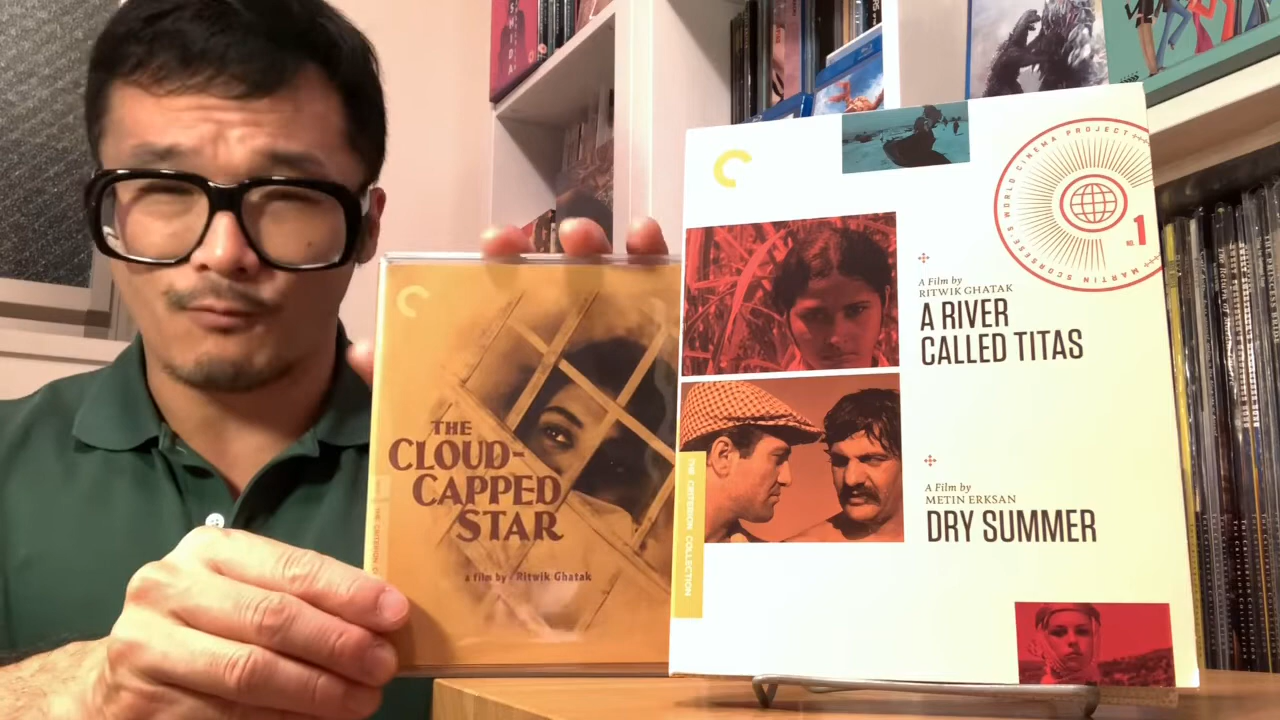 THE
CLOUD-
CAPPED
STAR
a film by Ritwik Ghatak
THE CRITERION COLLECTION
MARTIN SCORSESE'S WORLD CINEMA PROJECT
NO. 1
A Film by
RITWIK GHATAK
A RIVER
CALLED TITAS
A Film by
METIN ERKSAN
DRY SUMMER